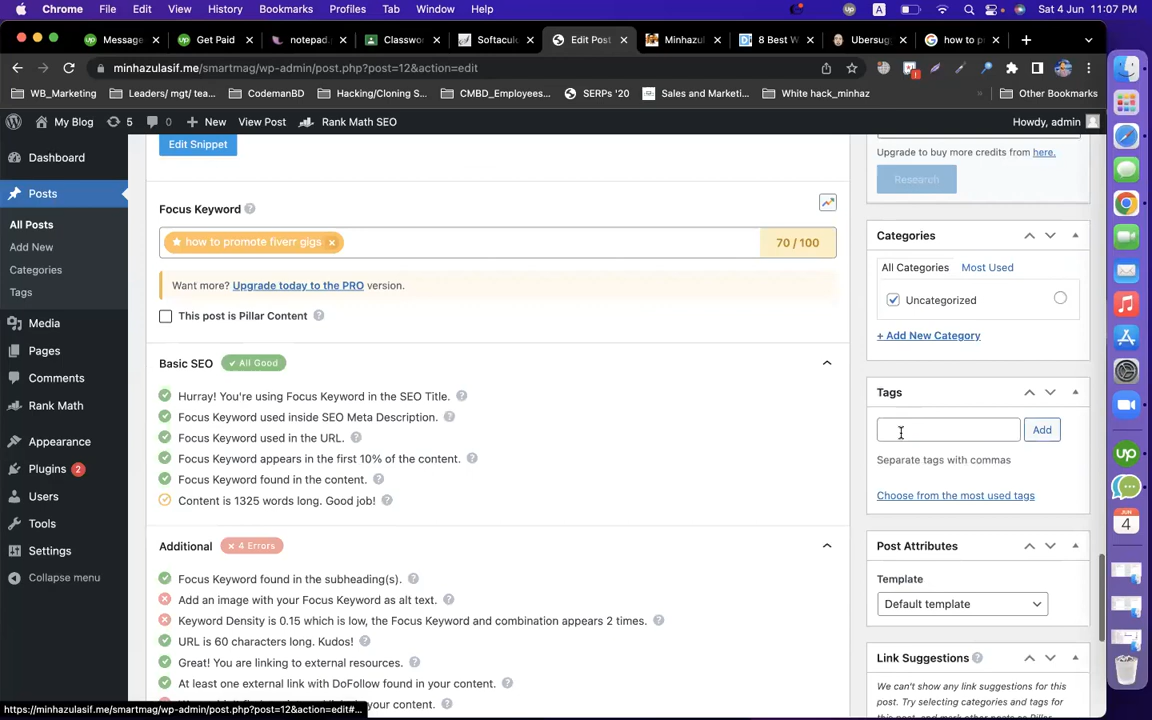 Chrome File Edit View History Bookmarks Profiles Tab Window Help A Sat 4 Jun 11:07 PM
Message Get Paid notepad. Classwo Softacul Edit Post Minhazul 8 Best W Ubersug how to p
minhazulasif.me/smartmag/wp-admin/post.php?post=12&action=edit
WB_Marketing Leaders/ mgt/ tea... CodemanBD Hacking/Cloning S... CMBD_Employees... SERPs '20 Sales and Marketi... White hack_minhaz » Other Bookmarks
My Blog 5 0 New View Post Rank Math SEO Howdy, admin
Dashboard
Posts
All Posts
Add New
Categories
Tags
Media
Pages
Comments
Rank Math
Appearance
Plugins 2
Users
Tools
Settings
Collapse menu
Edit Snippet
Focus Keyword
how to promote fiverr gigs
70 / 100
Want more? Upgrade today to the PRO version.
This post is Pillar Content
Basic SEO All Good
Hurray! You're using Focus Keyword in the SEO Title.
Focus Keyword used inside SEO Meta Description.
Focus Keyword used in the URL.
Focus Keyword appears in the first 10% of the content.
Focus Keyword found in the content.
Content is 1325 words long. Good job!
Additional × 4 Errors
Focus Keyword found in the subheading(s).
Add an image with your Focus Keyword as alt text.
Keyword Density is 0.15 which is low, the Focus Keyword and combination appears 2 times.
URL is 60 characters long. Kudos!
Great! You are linking to external resources.
At least one external link with DoFollow found in your content.
your content.
Upgrade to buy more credits from here.
Research
Categories
All Categories Most Used
Uncategorized
+ Add New Category
Tags
Add
Separate tags with commas
Choose from the most used tags
Post Attributes
Template
Default template
Link Suggestions
We can't show any link suggestions for this
post. Try selecting categories and tags for
this post, and mark other posts as Pillar
up
JUN
4
https://minhazulasif.me/smartmag/wp-admin/post.php?post=12&action=edit#...